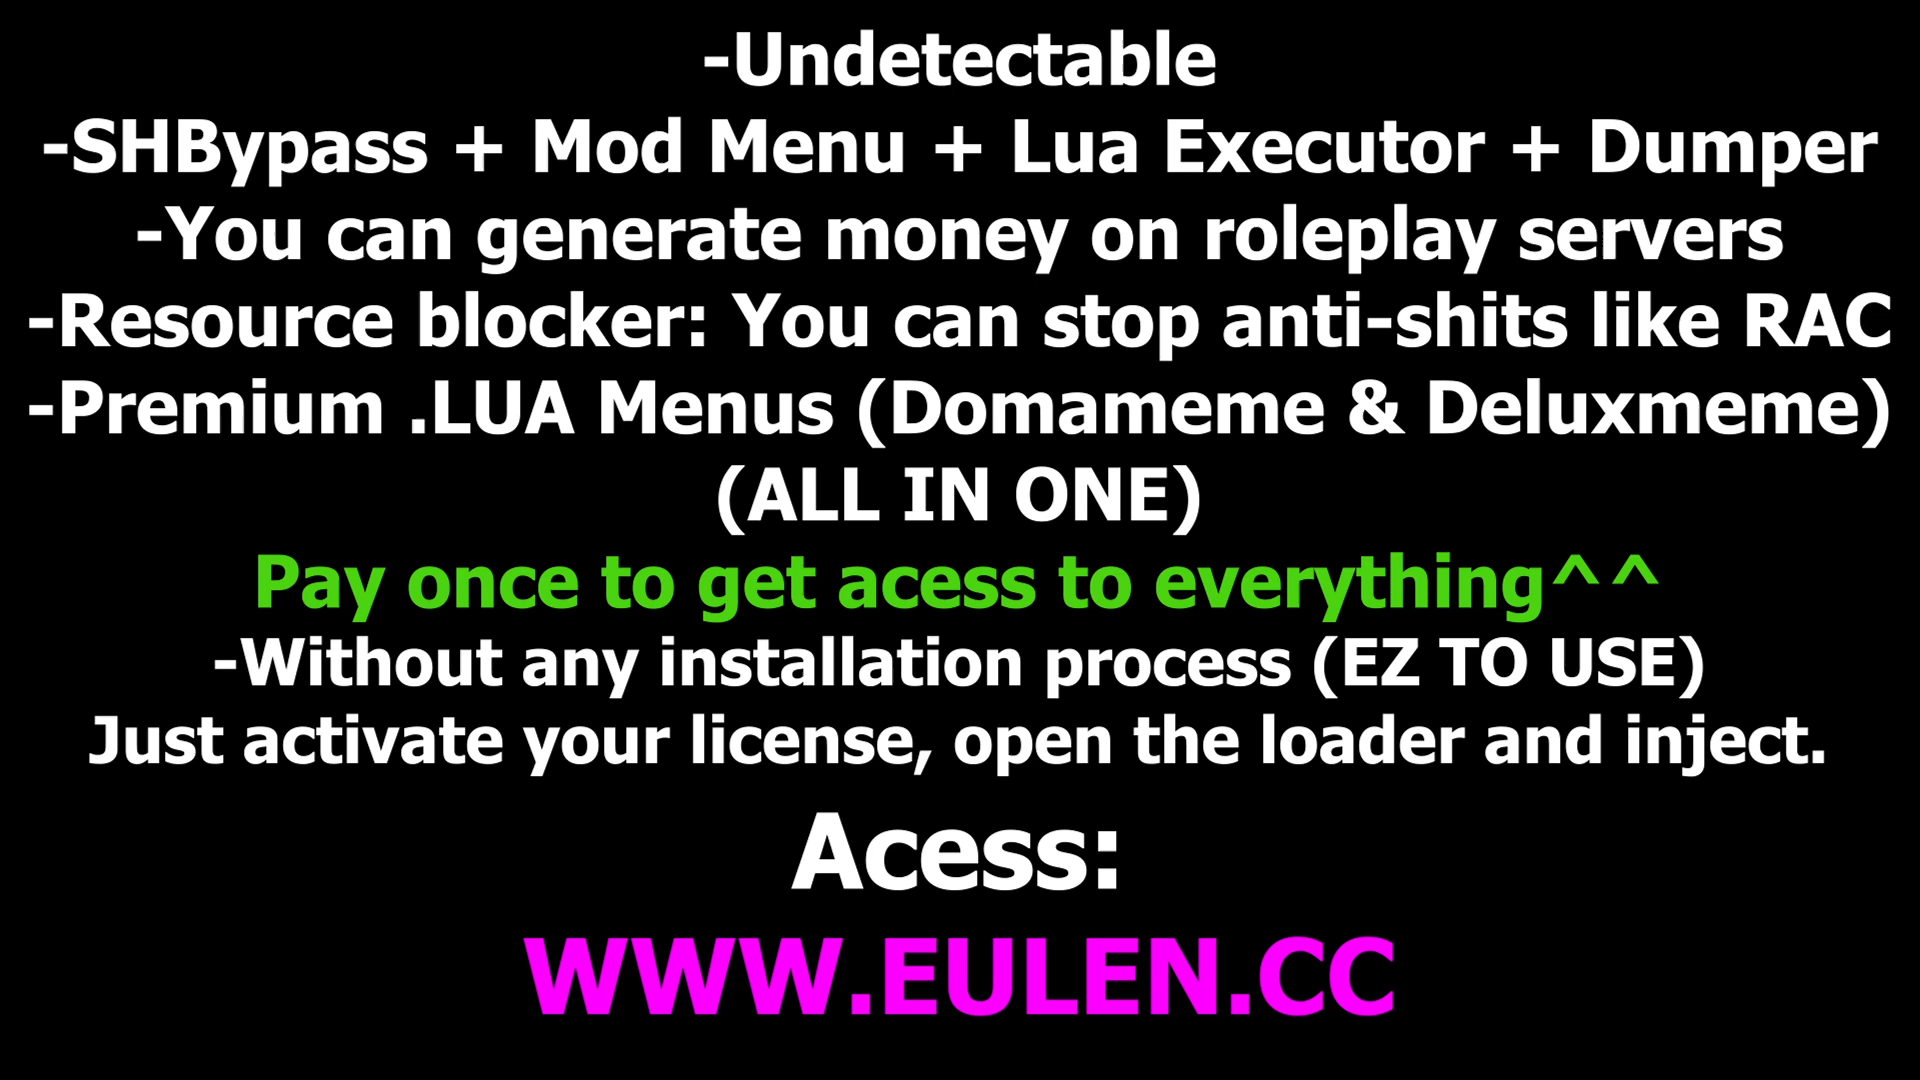 -Undetectable
-SHBypass + Mod Menu + Lua Executor + Dumper
-You can generate money on roleplay servers
-Resource blocker: You can stop anti-shits like RAC
-Premium .LUA Menus (Domameme & Deluxmeme)
(ALL IN ONE)
Pay once to get acess to everything^^
-Without any installation process (EZ TO USE)
Just activate your license, open the loader and inject.
Acess:
WWW.EULEN.CC